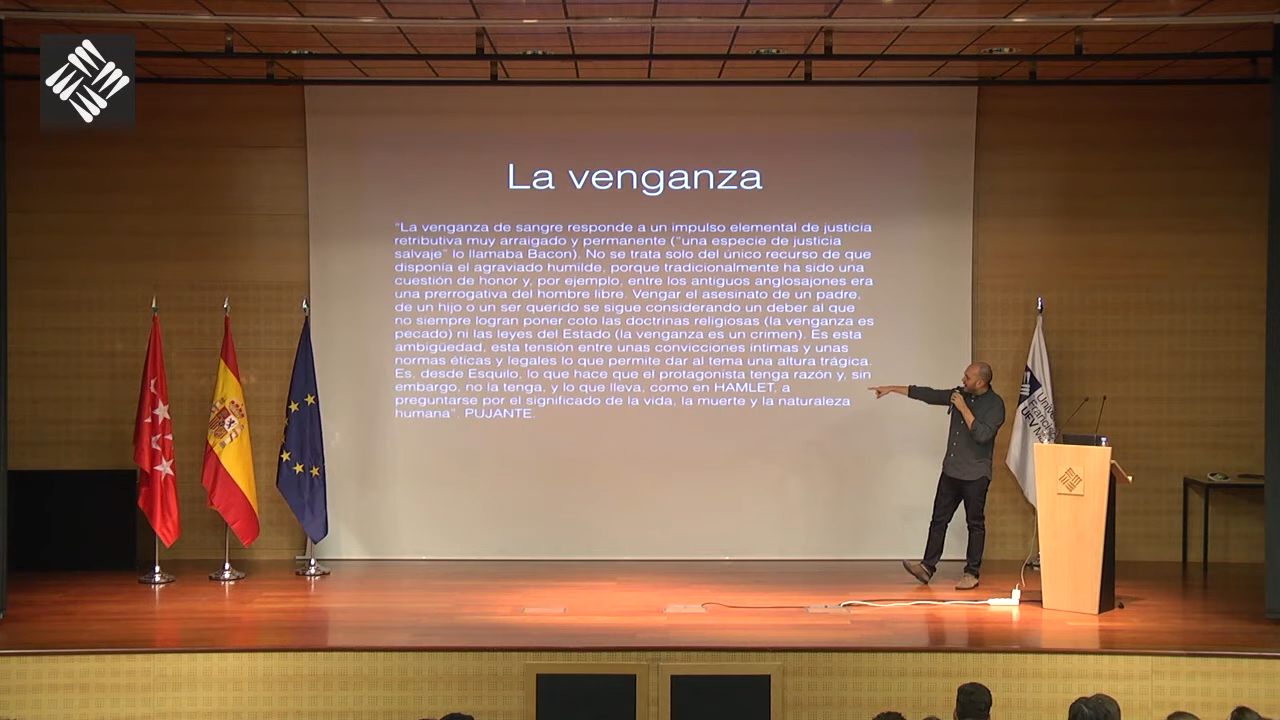 La venganza
“La venganza de sangre responde a un impulso elemental de justicia
retributiva muy arraigado y permanente (“una especie de justicia
salvaje” lo llamaba Bacon). No se trata solo del único recurso de que
disponía el agraviado humilde, porque tradicionalmente ha sido una
cuestión de honor y, por ejemplo, entre los antiguos anglosajones era
una prerrogativa del hombre libre. Vengar el asesinato de un padre,
de un hijo o un ser querido se sigue considerando un deber al que
no siempre logran poner coto las doctrinas religiosas (la venganza es
pecado) ni las leyes del Estado (la venganza es un crimen). Es esta
ambigüedad, esta tensión entre unas convicciones íntimas y unas
normas éticas y legales lo que permite dar al tema una altura trágica.
Es, desde Esquilo, lo que hace que el protagonista tenga razón y, sin
embargo, no la tenga, y lo que lleva, como en HAMLET, a
preguntarse por el significado de la vida, la muerte y la naturaleza
humana”. PUJANTE.
UFV